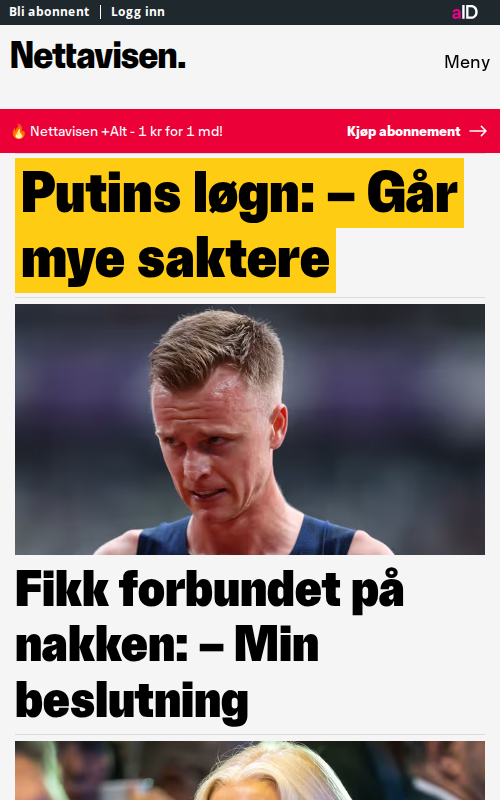 Bli abonnent | Logg inn
aID
Nettavisen.
Meny
🔥 Nettavisen +Alt - 1 kr for 1 md!
Kjøp abonnement →
Putins løgn: – Går
mye saktere
Fikk forbundet på
nakken: – Min
beslutning